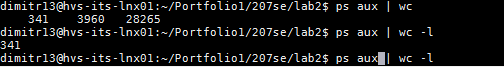 dimitr13@hvs-its-lnx01:~/Portfolio1/207se/lab2$ ps aux | wc
    341    3960   28265
dimitr13@hvs-its-lnx01:~/Portfolio1/207se/lab2$ ps aux | wc -l
341
dimitr13@hvs-its-lnx01:~/Portfolio1/207se/lab2$ ps aux | wc -l